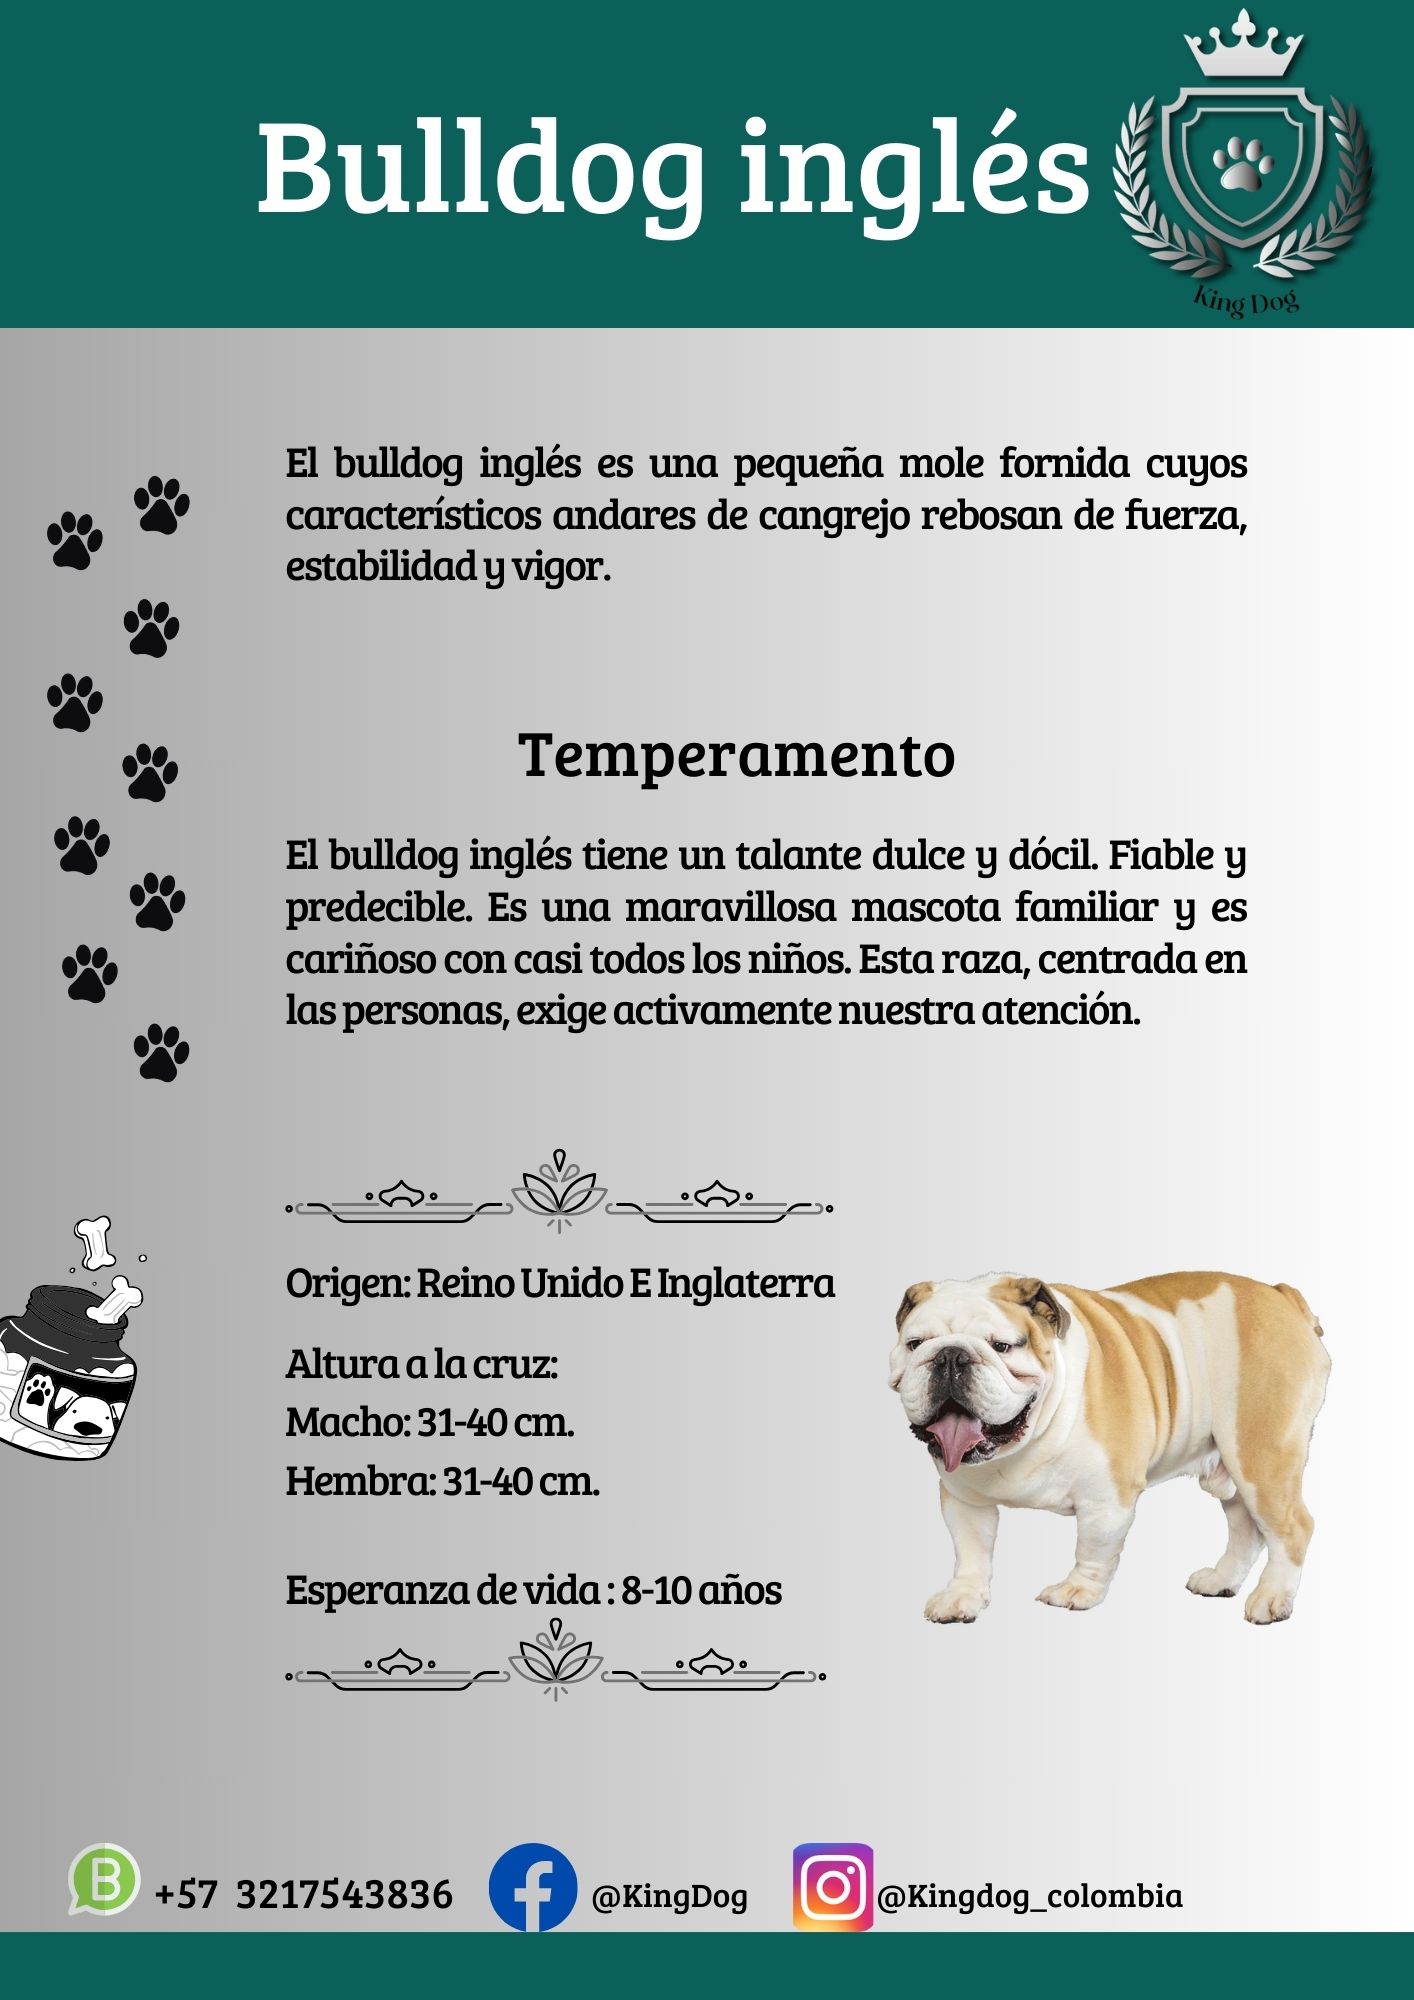 Bulldog inglés
King Dog
El bulldog inglés es una pequeña mole fornida cuyos
característicos andares de cangrejo rebosan de fuerza,
estabilidad y vigor.
Temperamento
El bulldog inglés tiene un talante dulce y dócil. Fiable y
predecible. Es una maravillosa mascota familiar y es
cariñoso con casi todos los niños. Esta raza, centrada en
las personas, exige activamente nuestra atención.
Origen: Reino Unido E Inglaterra
Altura a la cruz:
Macho: 31-40 cm.
Hembra: 31-40 cm.
Esperanza de vida : 8-10 años
B +57 3217543836 f @KingDog @Kingdog_colombia